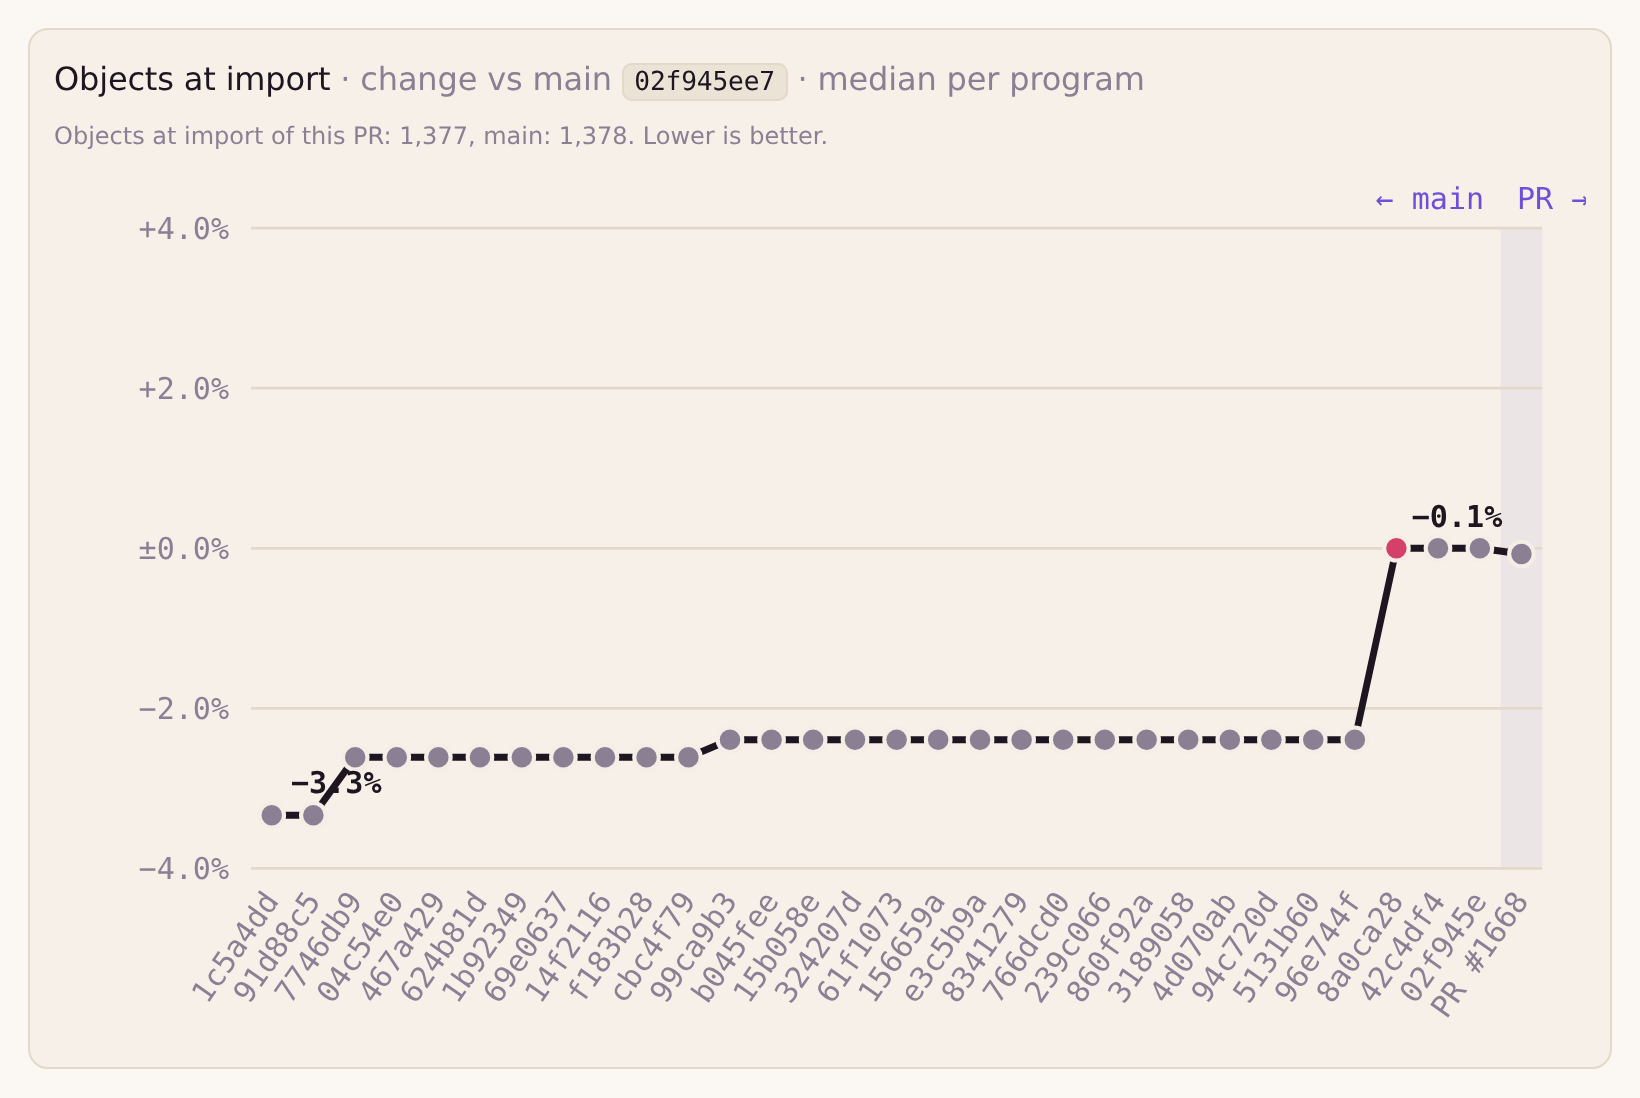 Objects at import · change vs main 02f945ee7 · median per program
Objects at import of this PR: 1,377, main: 1,378. Lower is better.
← main PR →
+4.0%
+2.0%
±0.0%
−2.0%
−4.0%
−0.1%
−3.3%
1c5a4dd
91d88c5
7746db9
04c54e0
467a429
624b81d
1b92349
69e0637
14f2116
f183b28
cbc4f79
99ca9b3
b045fee
15b058e
324207d
61f1073
156659a
e3c5b9a
8341279
766dcd0
239c066
860f92a
3189058
4d070ab
94c720d
5131b60
96e744f
8a0ca28
42c4df4
02f945e
PR #1668